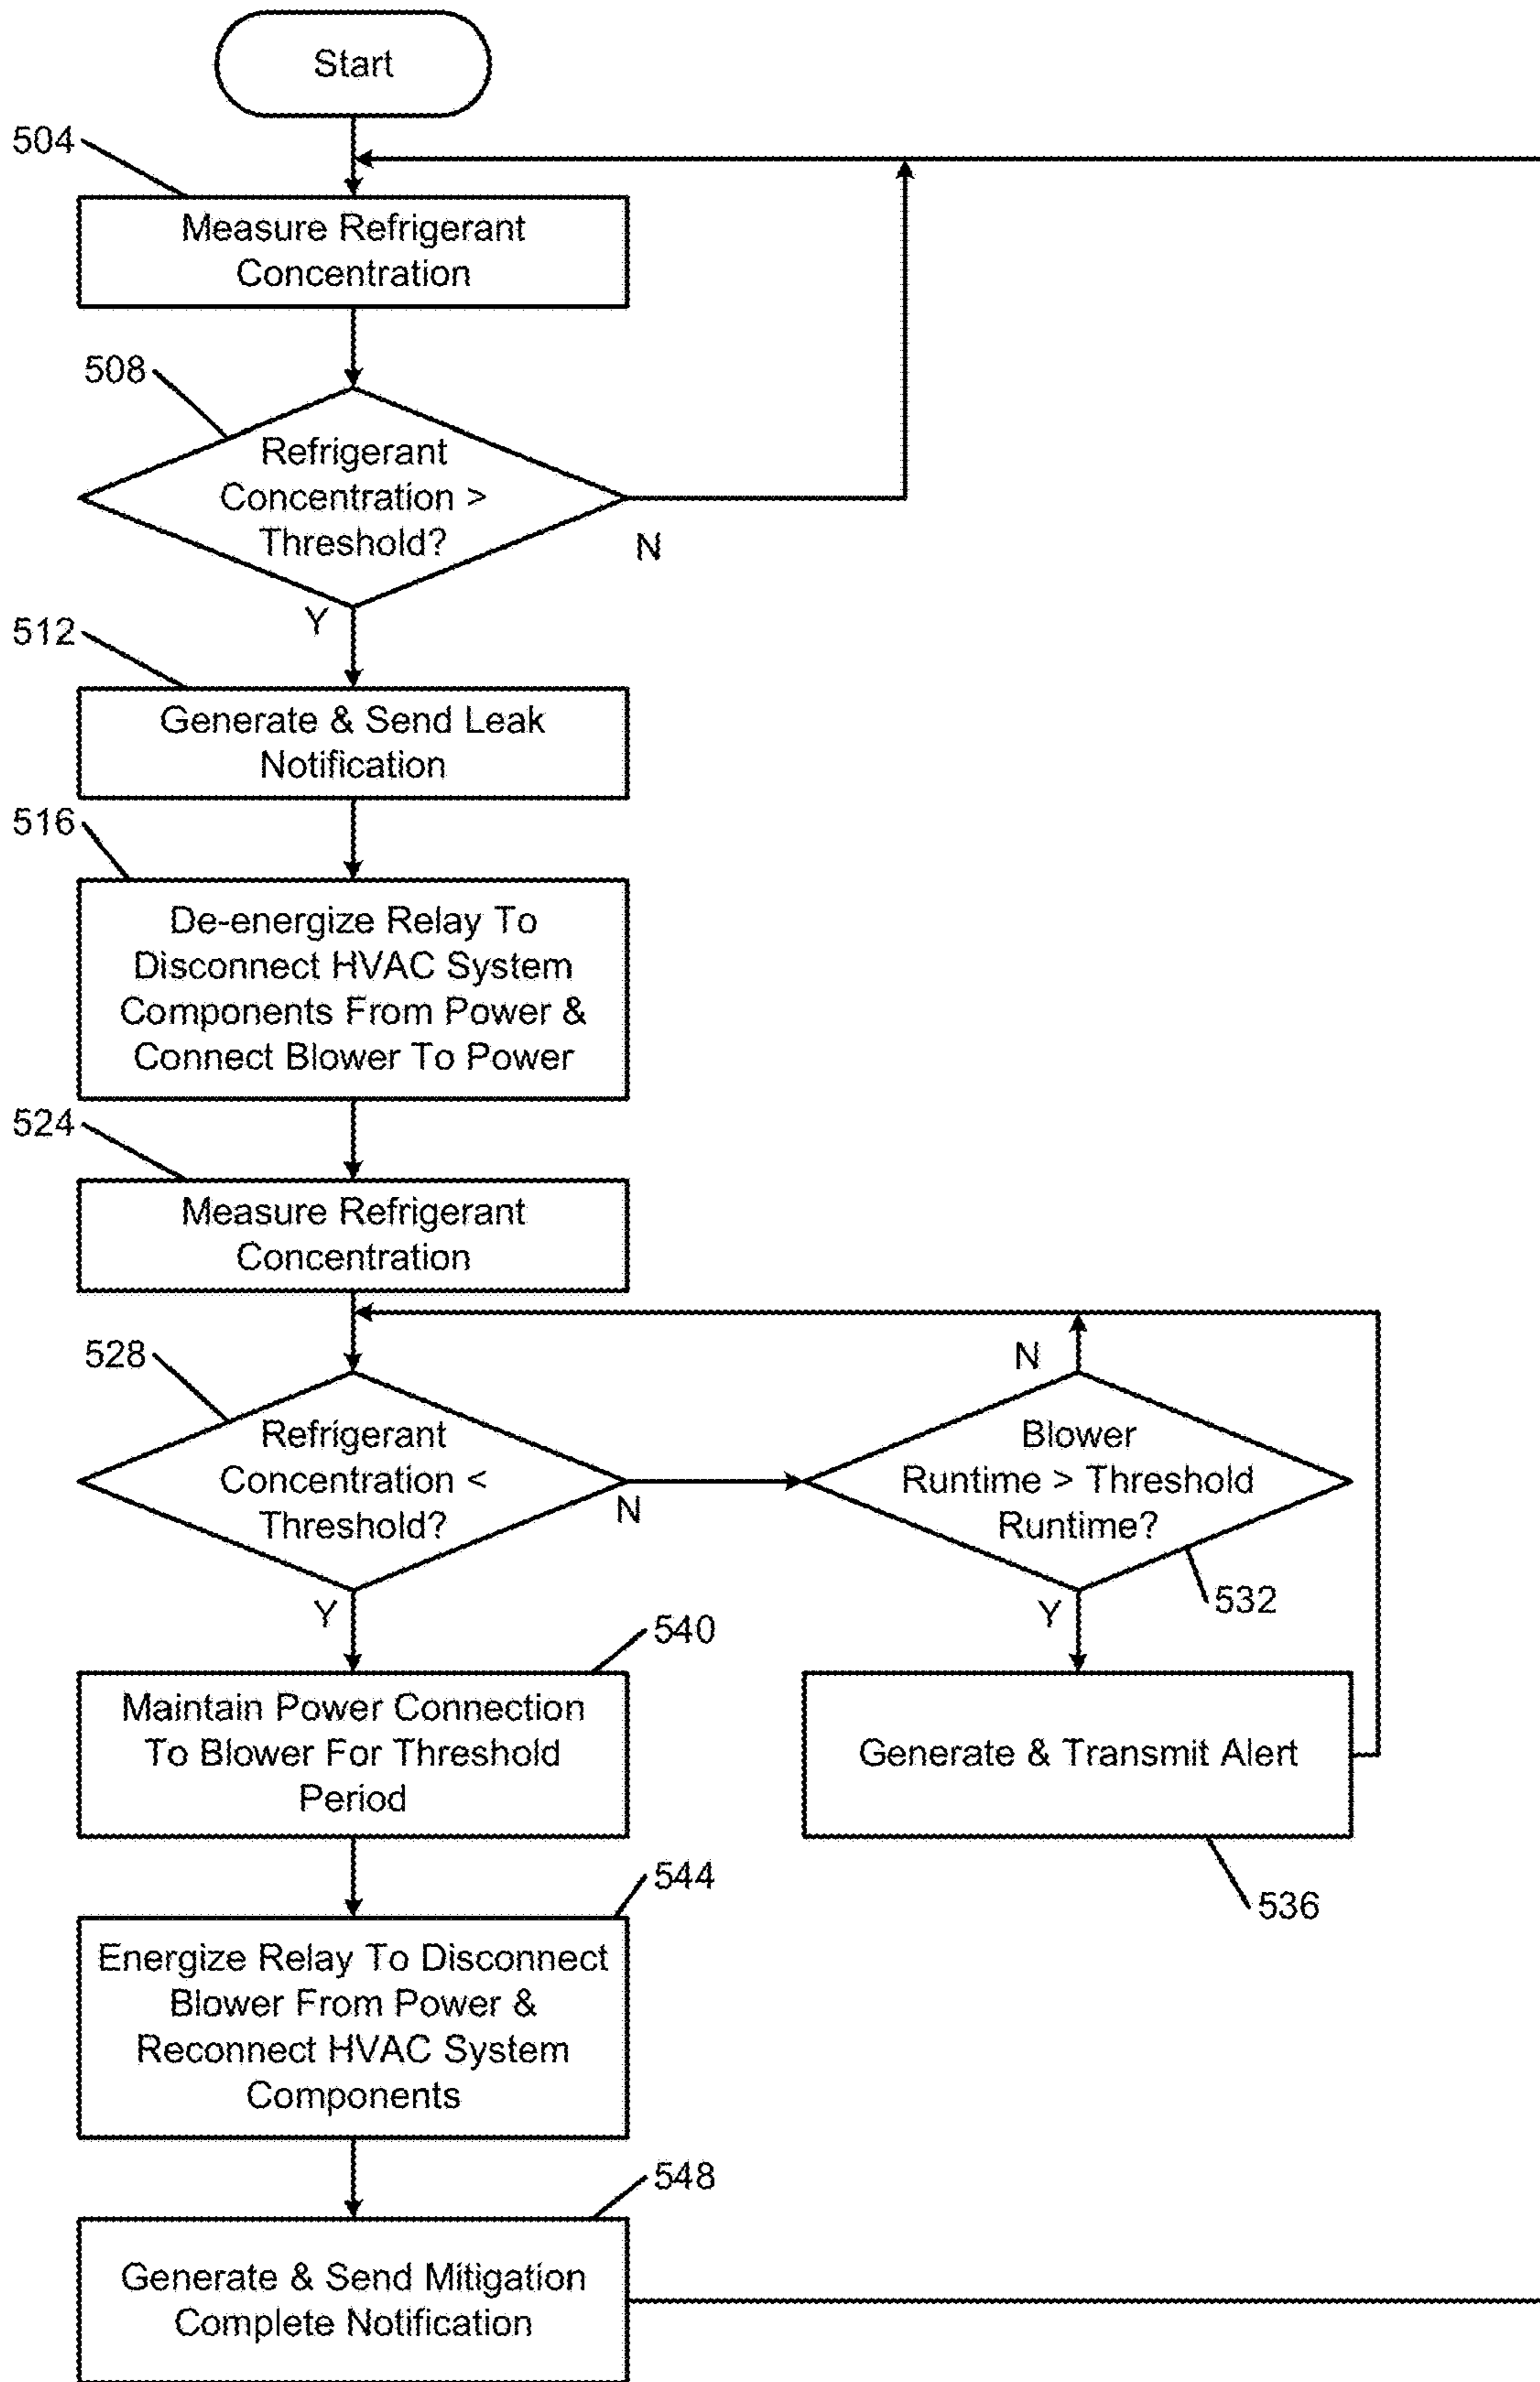 Start
504
Measure Refrigerant
Concentration
508
Refrigerant
Concentration >
Threshold?
N
Y
512
Generate & Send Leak
Notification
516
De-energize Relay To
Disconnect HVAC System
Components From Power &
Connect Blower To Power
524
Measure Refrigerant
Concentration
528
Refrigerant
Concentration <
Threshold?
N
Y
N
Blower
Runtime > Threshold
Runtime?
532
Y
540
Maintain Power Connection
To Blower For Threshold
Period
Generate & Transmit Alert
536
544
Energize Relay To Disconnect
Blower From Power &
Reconnect HVAC System
Components
548
Generate & Send Mitigation
Complete Notification